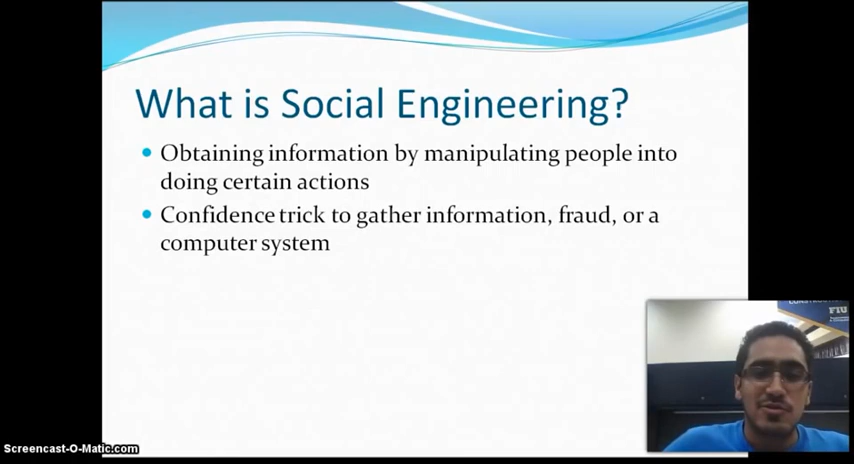 What is Social Engineering?
• Obtaining information by manipulating people into
doing certain actions
• Confidence trick to gather information, fraud, or a
computer system
FIU
Screencast-O-Matic.com